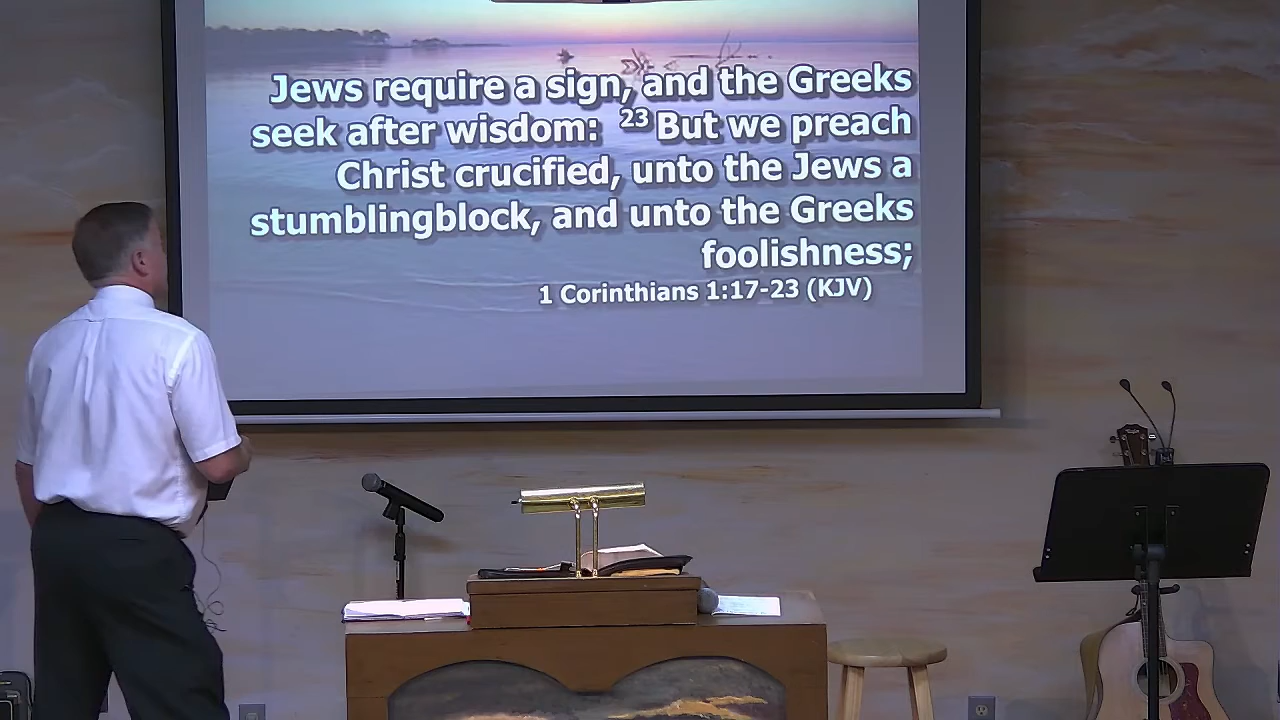 Jews require a sign, and the Greeks
seek after wisdom: 23 But we preach
Christ crucified, unto the Jews a
stumblingblock, and unto the Greeks
foolishness;
1 Corinthians 1:17-23 (KJV)